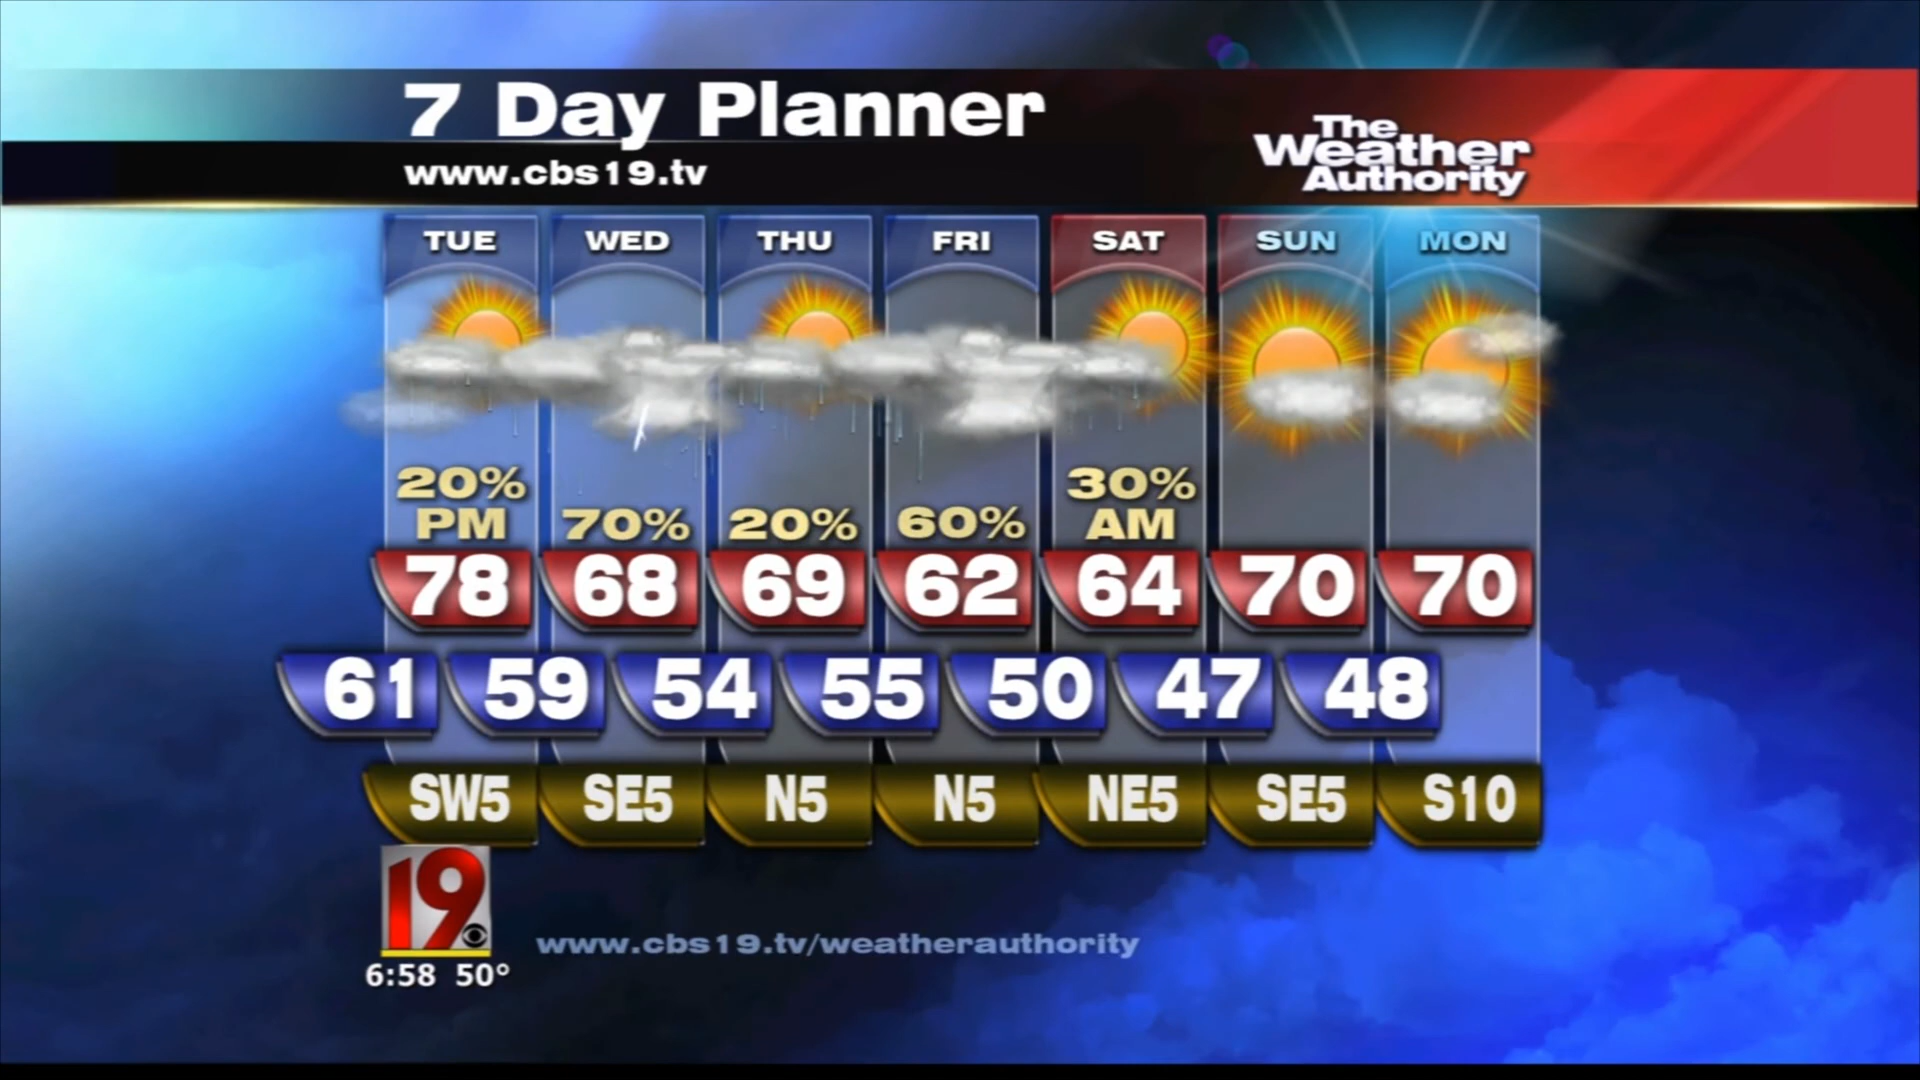 7 Day Planner
www.cbs19.tv
The
Weather
Authority
TUE WED THU FRI SAT SUN MON
20% PM 70% 20% 60% 30% AM
78 68 69 62 64 70 70
61 59 54 55 50 47 48
SW5 SE5 N5 N5 NE5 SE5 S10
19
www.cbs19.tv/weatherauthority
6:58 50°